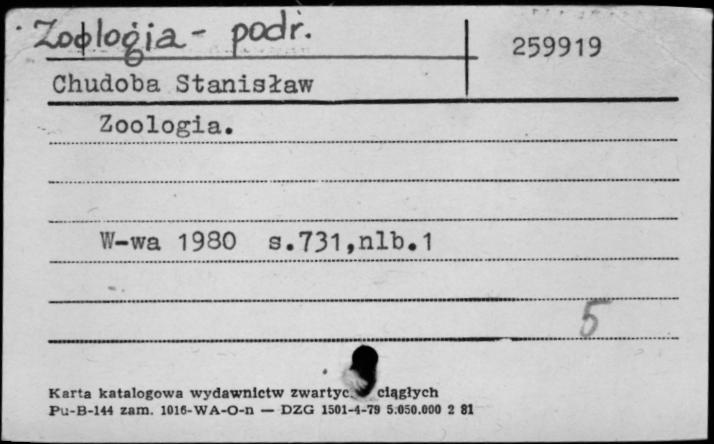 Zoologia - podr.
259919
Chudoba Stanisław
Zoologia.
W-wa 1980 s.731,nlb.1
5
Karta katalogowa wydawnictw ciągłych
Pu-B-144 zam. 1016-WA-O-n — DZG 1501-4-79 5.050.000 2 81